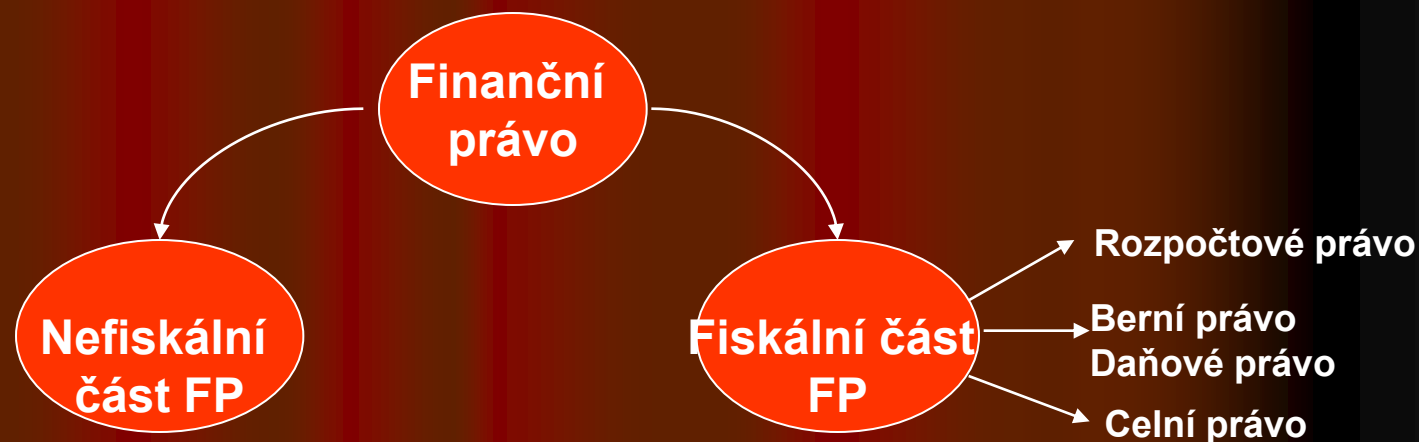 Finanční
právo
Nefiskální
část FP
Fiskální část
FP
Rozpočtové právo
Berní právo
Daňové právo
Celní právo